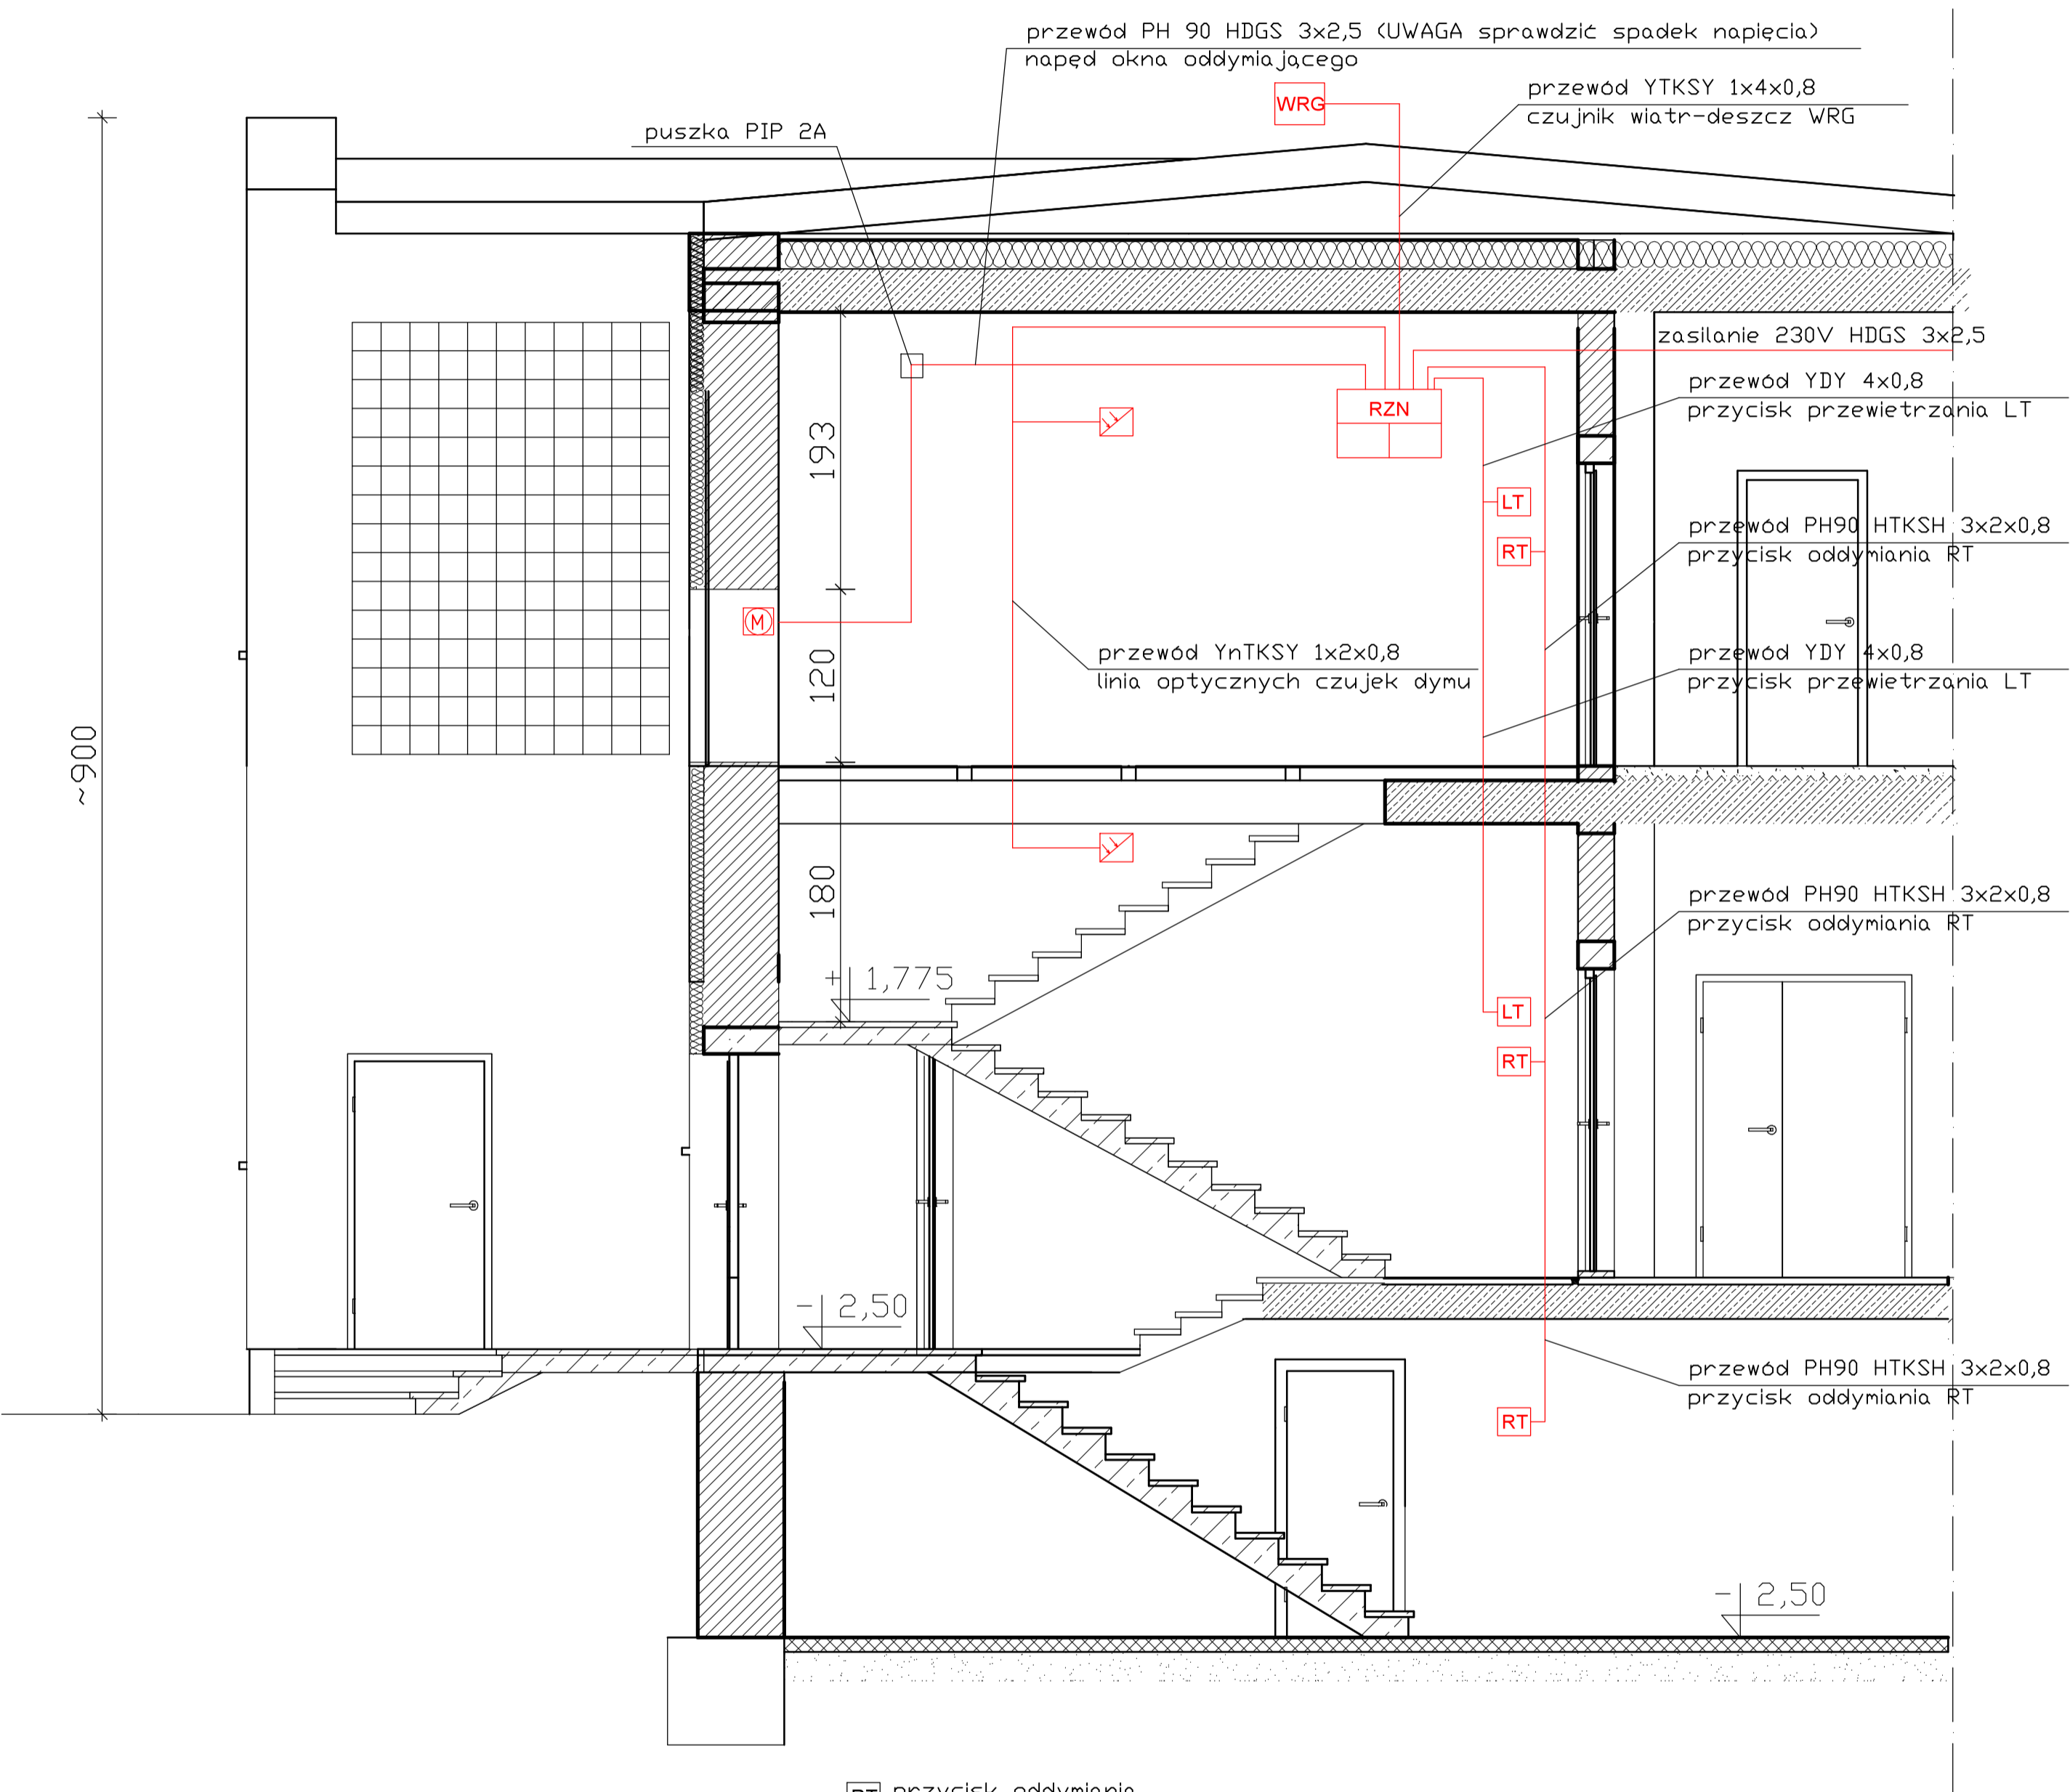 przewód PH 90 HDGS 3x2,5 (UWAGA sprawdzić spadek napięcia)
napęd okna oddymiającego
WRG
przewód YTKSY 1x4x0,8
czujnik wiatr-deszcz WRG
puszka PIP 2A
zasilanie 230V HDGS 3x2,5
przewód YDY 4x0,8
przycisk przewietrzania LT
RZN
193
LT
RT
przewód PH90 HTKSH 3x2x0,8
przycisk oddymiania RT
M
120
przewód YnTKSY 1x2x0,8
linia optycznych czujek dymu
przewód YDY 4x0,8
przycisk przewietrzania LT
~900
180
przewód PH90 HTKSH 3x2x0,8
przycisk oddymiania RT
+ 1,775
LT
RT
- 2,50
przewód PH90 HTKSH 3x2x0,8
przycisk oddymiania RT
RT
- 2,50
RT przycisk oddymiania